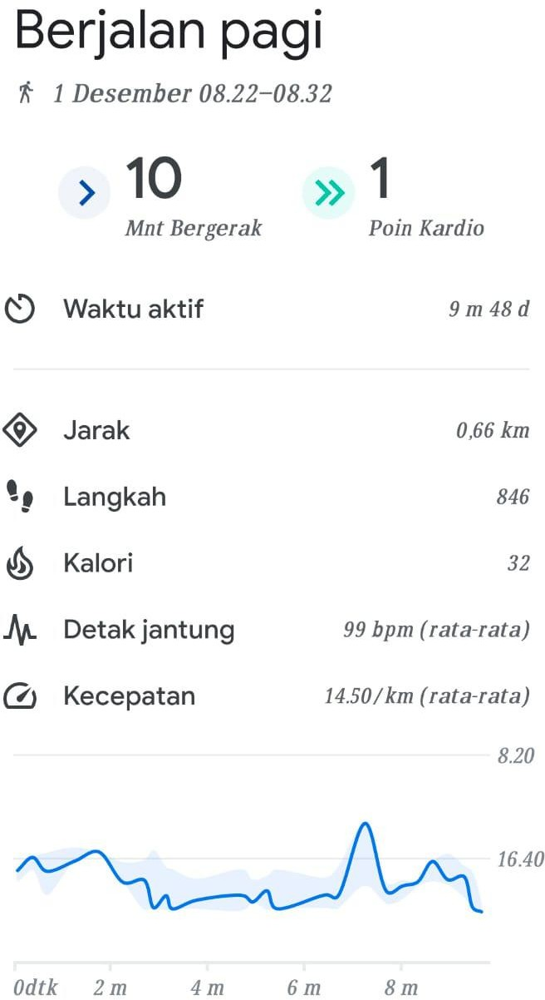 Berjalan pagi
1 Desember 08.22–08.32
10
Mnt Bergerak
1
Poin Kardio
Waktu aktif 9 m 48 d
Jarak 0,66 km
Langkah 846
Kalori 32
Detak jantung 99 bpm (rata-rata)
Kecepatan 14.50/km (rata-rata)
8.20
16.40
0dtk 2 m 4 m 6 m 8 m